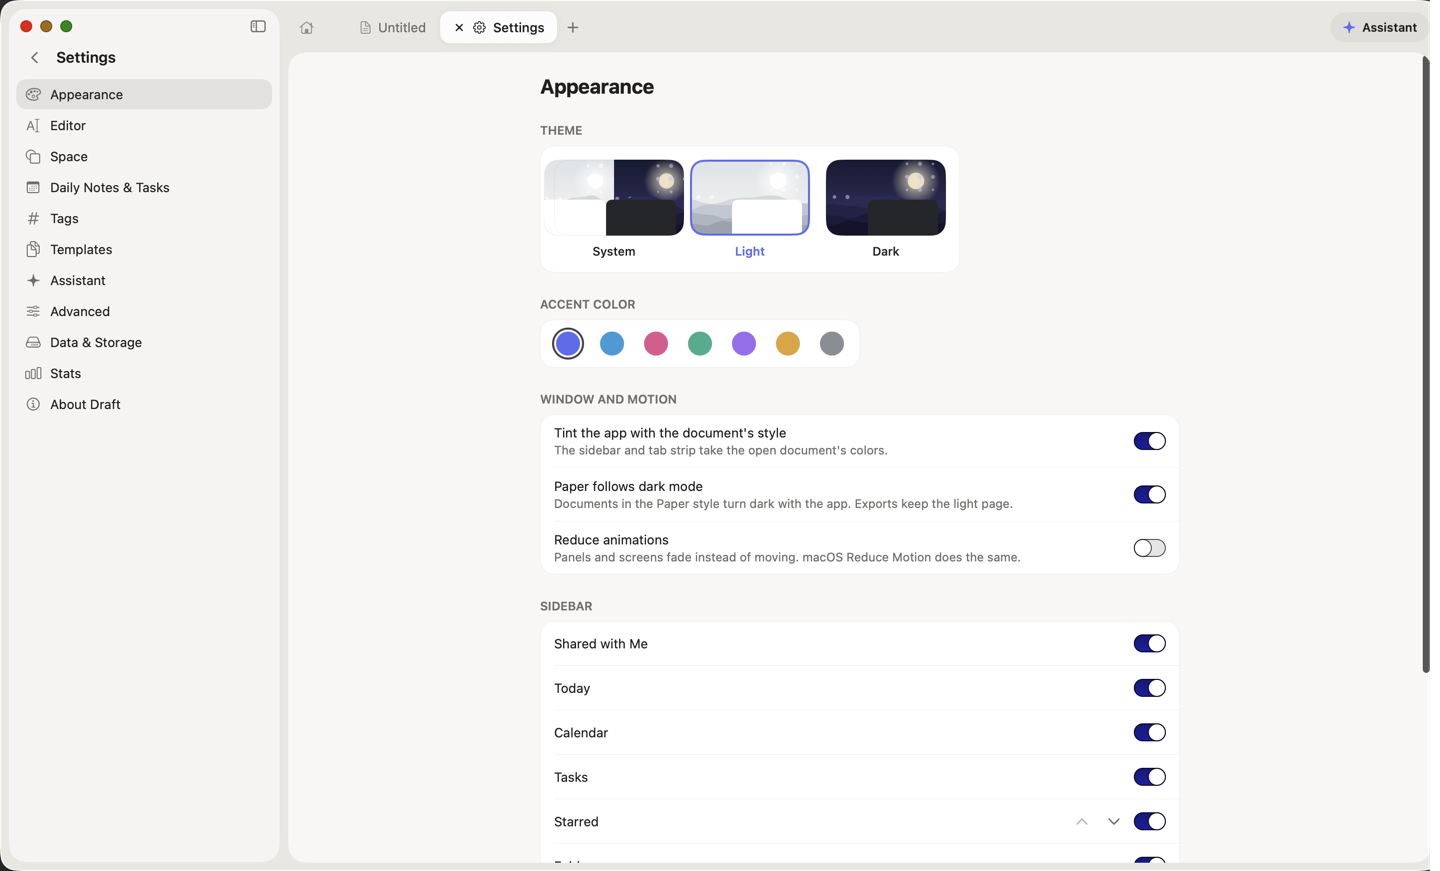 Untitled
Settings
Assistant
Settings
Appearance
Editor
Space
Daily Notes & Tasks
Tags
Templates
Assistant
Advanced
Data & Storage
Stats
About Draft
Appearance
THEME
System
Light
Dark
ACCENT COLOR
WINDOW AND MOTION
Tint the app with the document's style
The sidebar and tab strip take the open document's colors.
Paper follows dark mode
Documents in the Paper style turn dark with the app. Exports keep the light page.
Reduce animations
Panels and screens fade instead of moving. macOS Reduce Motion does the same.
SIDEBAR
Shared with Me
Today
Calendar
Tasks
Starred